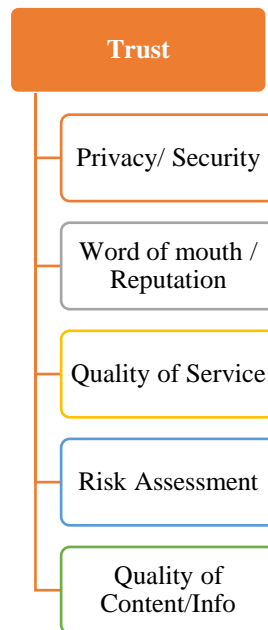 Trust
Privacy/ Security
Word of mouth /
Reputation
Quality of Service
Risk Assessment
Quality of
Content/Info